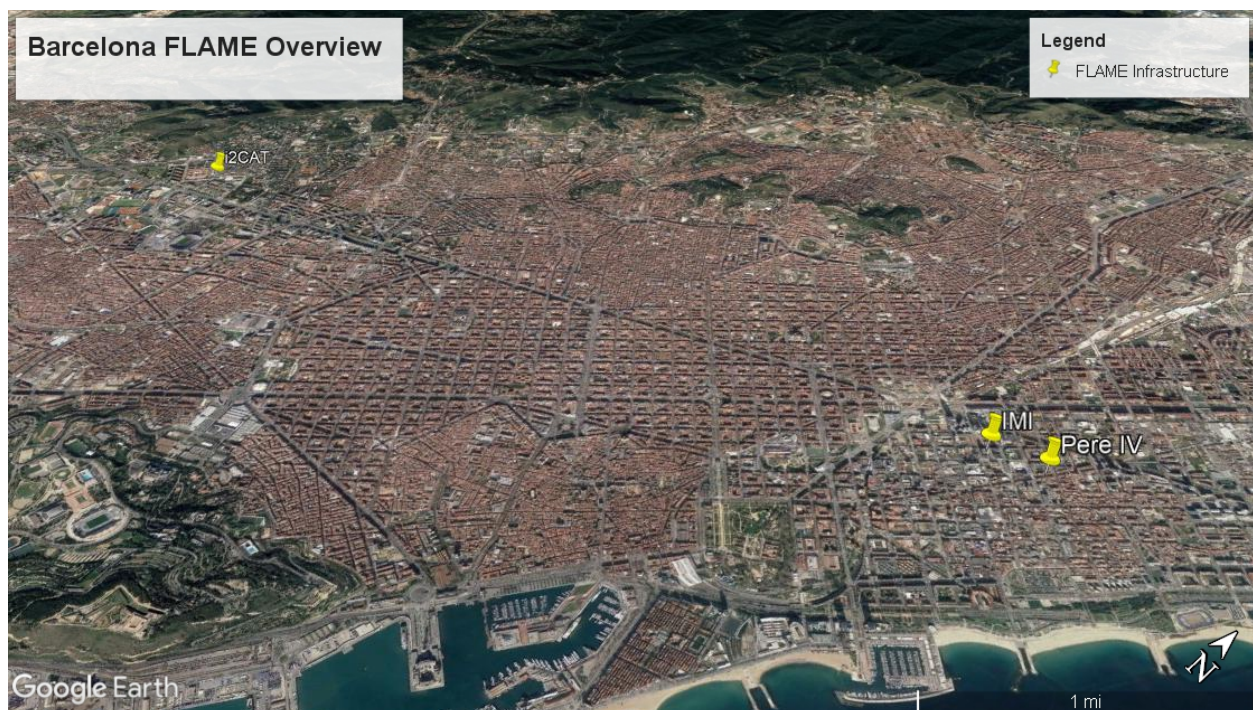 Barcelona FLAME Overview
Legend
FLAME Infrastructure
i2CAT
IMI
Pere IV
N
Google Earth
1 mi